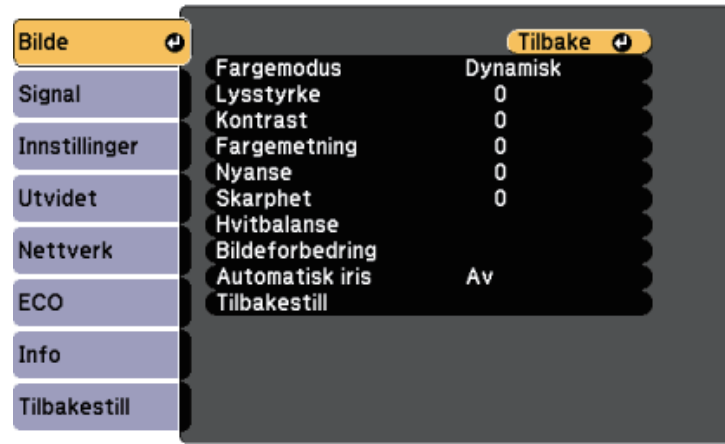 Bilde
Signal
Innstillinger
Utvidet
Nettverk
ECO
Info
Tilbakestill
Tilbake
Fargemodus Dynamisk
Lysstyrke 0
Kontrast 0
Fargemetning 0
Nyanse 0
Skarphet 0
Hvitbalanse
Bildeforbedring
Automatisk iris Av
Tilbakestill